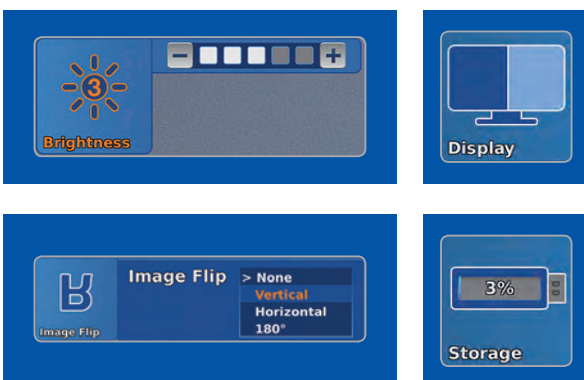 3
Brightness
Display
Image Flip
> None
Vertical
Horizontal
180°
Image Flip
3%
Storage